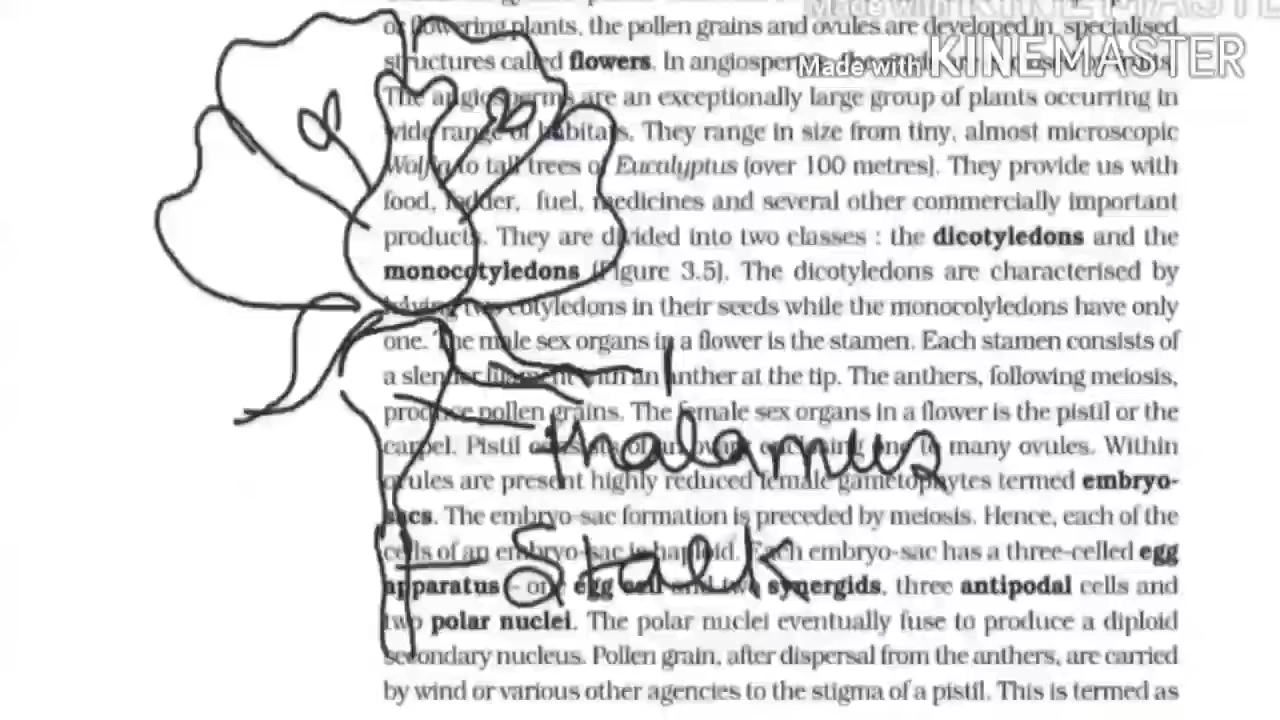 of flowering plants, the pollen grains and ovules are developed in specialised
structures called flowers. In angiosperms,
Made with KINEMASTER
The angiosperms are an exceptionally large group of plants occurring in
wide range of habitats. They range in size from tiny, almost microscopic
Wolfia to tall trees of Eucalyptus (over 100 metres). They provide us with
food, fodder, fuel, medicines and several other commercially important
products. They are divided into two classes : the dicotyledons and the
monocotyledons (Figure 3.5). The dicotyledons are characterised by
having two cotyledons in their seeds while the monocolyledons have only
one. The male sex organs in a flower is the stamen. Each stamen consists of
a slender filament with an anther at the tip. The anthers, following meiosis,
produce pollen grains. The female sex organs in a flower is the pistil or the
carpel. Pistil consists of an ovary enclosing one to many ovules. Within
thalamus
ovules are present highly reduced female gametophytes termed embryo-
sacs. The embryo-sac formation is preceded by meiosis. Hence, each of the
cells of an embryo-sac is haploid. Each embryo-sac has a three-celled egg
Stalk
apparatus – one egg cell and two synergids, three antipodal cells and
two polar nuclei. The polar nuclei eventually fuse to produce a diploid
secondary nucleus. Pollen grain, after dispersal from the anthers, are carried
by wind or various other agencies to the stigma of a pistil. This is termed as